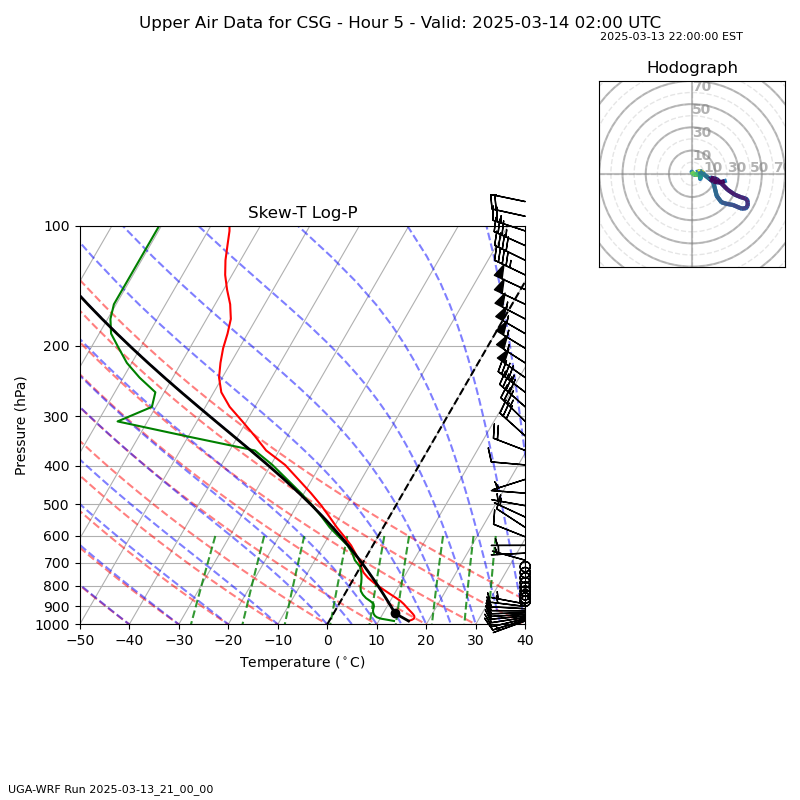 Upper Air Data for CSG - Hour 5 - Valid: 2025-03-14 02:00 UTC
2025-03-13 22:00:00 EST
Hodograph
70
50
30
10
10 30 50 7
Skew-T Log-P
100
200
300
400
500
600
700
800
900
1000
Pressure (hPa)
−50 −40 −30 −20 −10 0 10 20 30 40
Temperature (°C)
UGA-WRF Run 2025-03-13_21_00_00